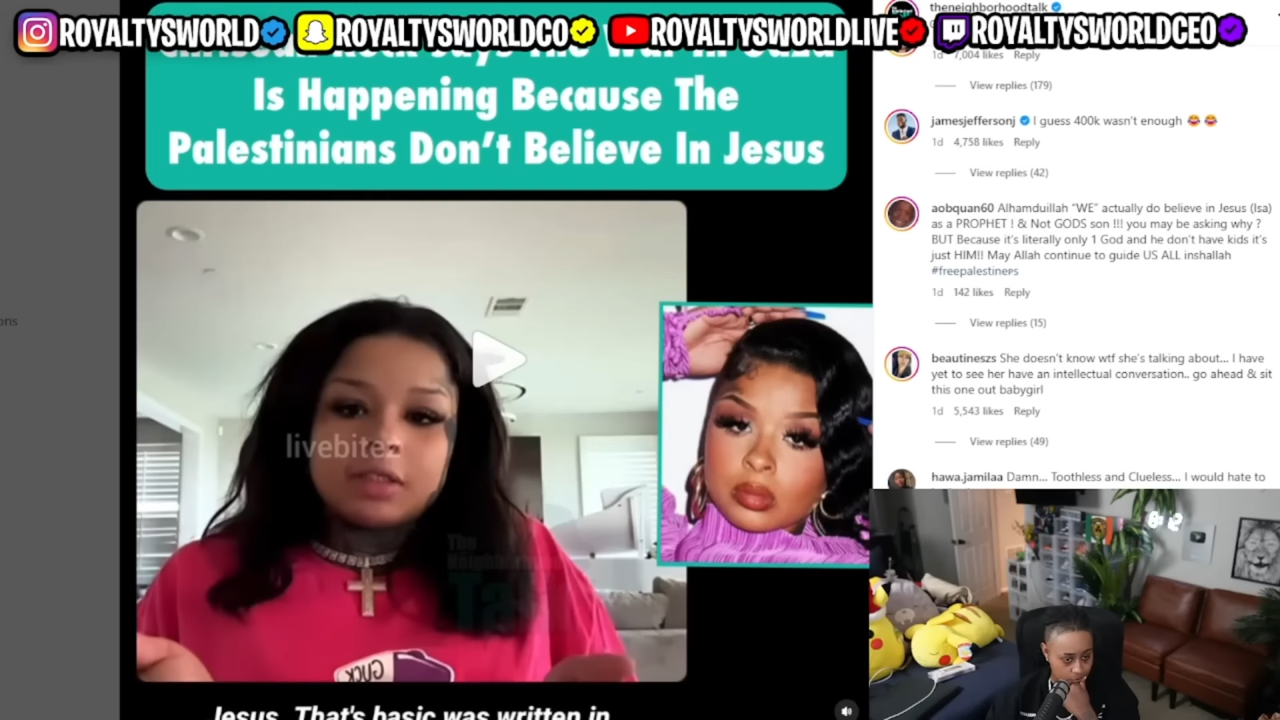 ROYALTYSWORLD ROYALTYSWORLDCO ROYALTYSWORLDLIVE ROYALTYSWORLDCEO
Is Happening Because The
Palestinians Don't Believe In Jesus
livebitez
The
Jesus. That's basic was written in
theneighborhoodtalk
1d 7,004 likes Reply
View replies (179)
jamesjeffersonj I guess 400k wasn't enough 😂 😂
1d 4,758 likes Reply
View replies (42)
aobquan60 Alhamduillah “WE” actually do believe in Jesus (Isa)
as a PROPHET ! & Not GODS son !!! you may be asking why ?
BUT Because it's literally only 1 God and he don't have kids it's
just HIM!! May Allah continue to guide US ALL inshallah
#freepalestines
1d 142 likes Reply
View replies (15)
beautineszs She doesn't know wtf she's talking about... I have
yet to see her have an intellectual conversation.. go ahead & sit
this one out babygirl
1d 5,543 likes Reply
View replies (49)
hawa.jamilaa Damn... Toothless and Clueless... I would hate to